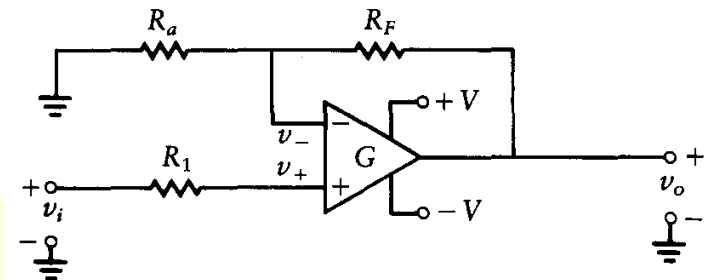 R_a
R_F
+ V
v_-
G
R_1
v_+
+
v_i
-
- V
+
v_o
-